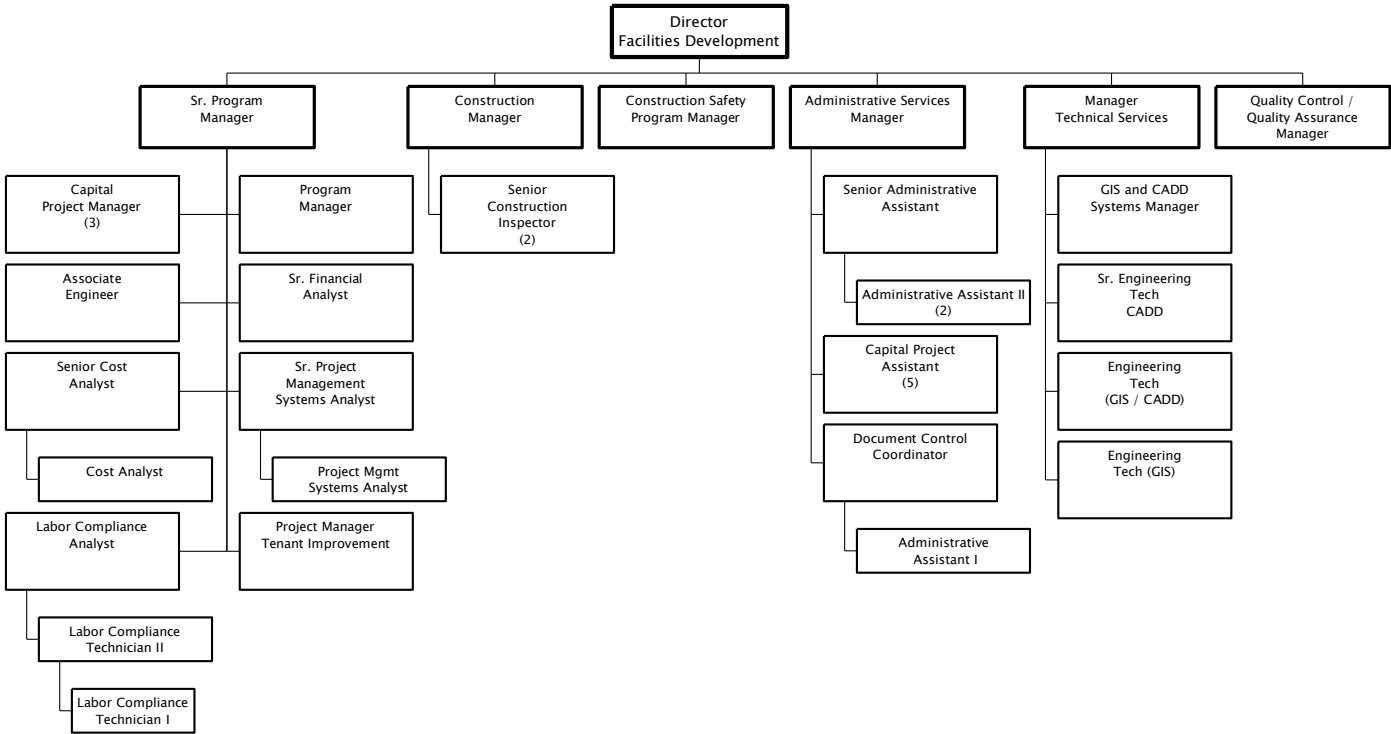 Director
Facilities Development
Sr. Program
Manager
Construction
Manager
Construction Safety
Program Manager
Administrative Services
Manager
Manager
Technical Services
Quality Control /
Quality Assurance
Manager
Capital
Project Manager
(3)
Program
Manager
Senior
Construction
Inspector
(2)
Senior Administrative
Assistant
GIS and CADD
Systems Manager
Associate
Engineer
Sr. Financial
Analyst
Administrative Assistant II
(2)
Sr. Engineering
Tech
CADD
Senior Cost
Analyst
Sr. Project
Management
Systems Analyst
Capital Project
Assistant
(5)
Engineering
Tech
(GIS / CADD)
Cost Analyst
Project Mgmt
Systems Analyst
Document Control
Coordinator
Engineering
Tech (GIS)
Labor Compliance
Analyst
Project Manager
Tenant Improvement
Administrative
Assistant I
Labor Compliance
Technician II
Labor Compliance
Technician I